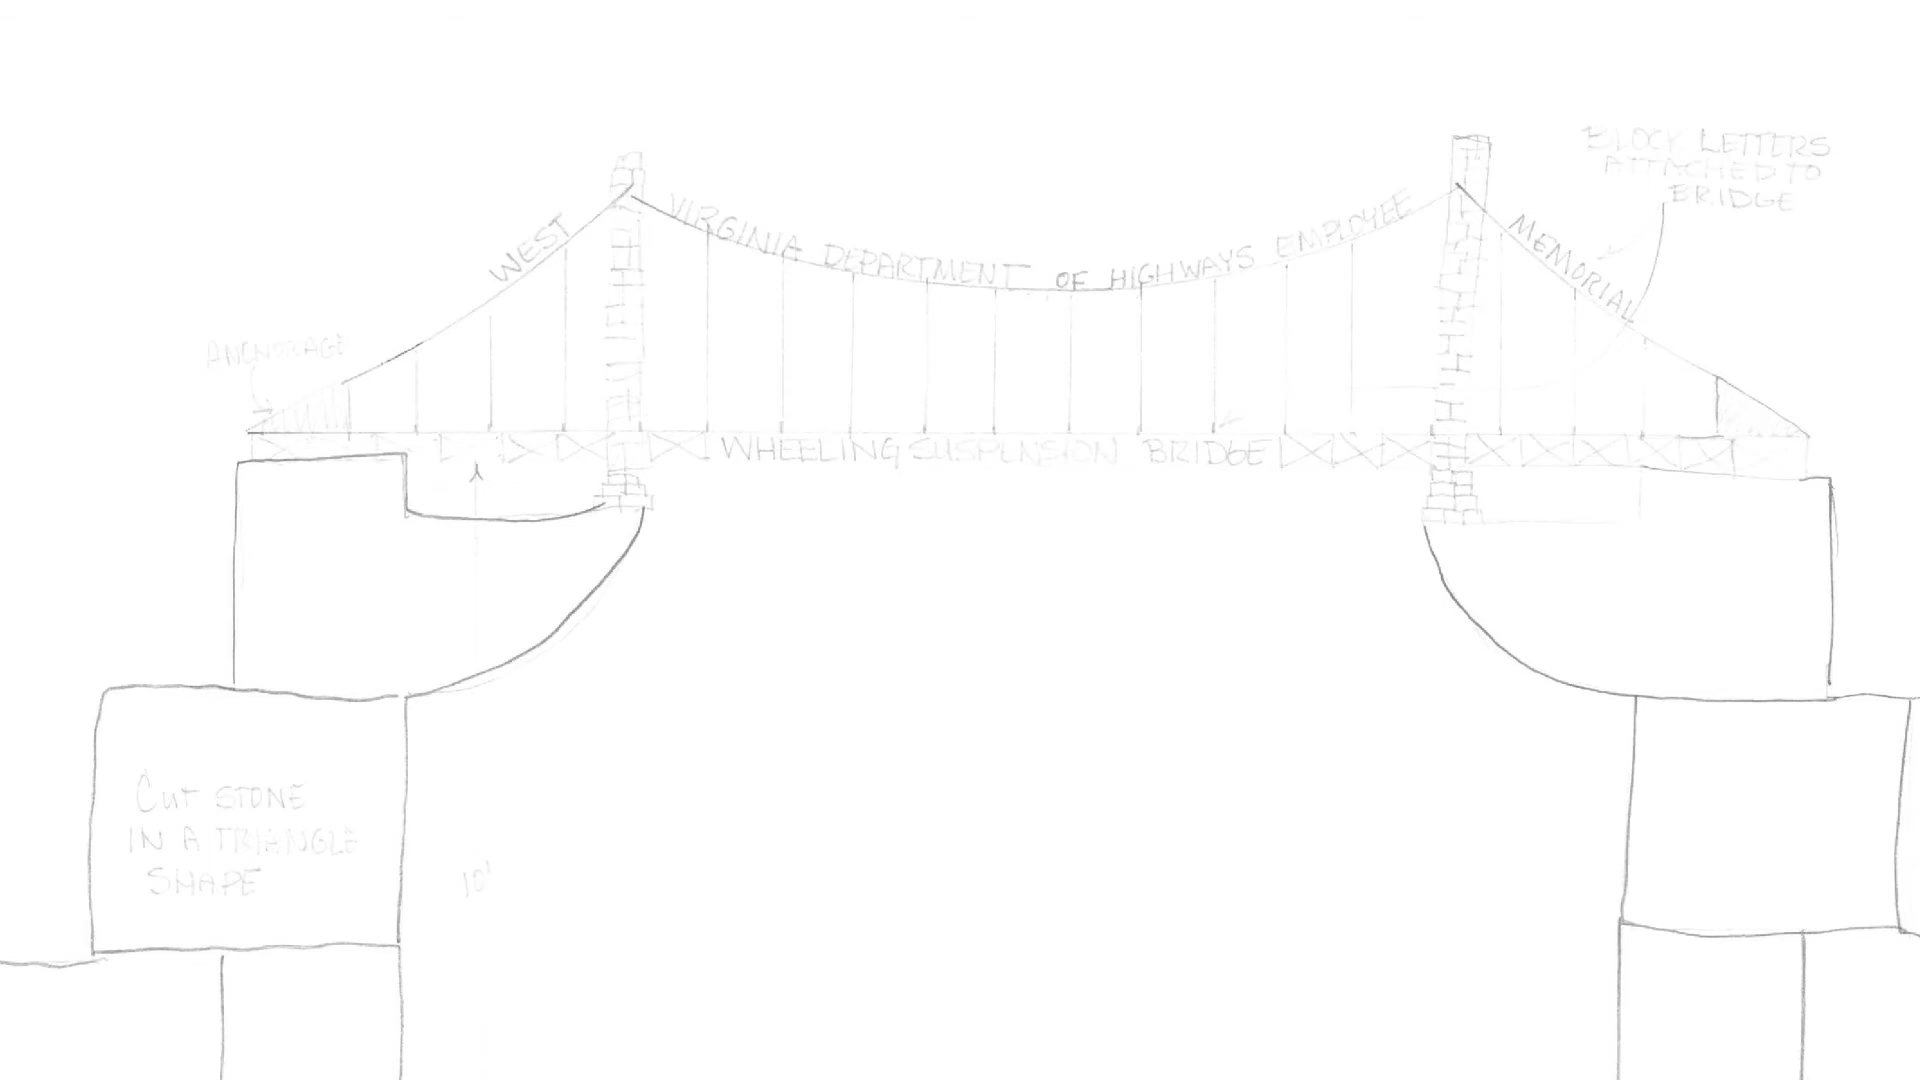 BLOCK LETTERS
ATTACHED TO
BRIDGE
WEST VIRGINIA DEPARTMENT OF HIGHWAYS EMPLOYEE MEMORIAL
ANCHORAGE
WHEELING SUSPENSION BRIDGE
CUT STONE
IN A TRIANGLE
SHAPE
10'